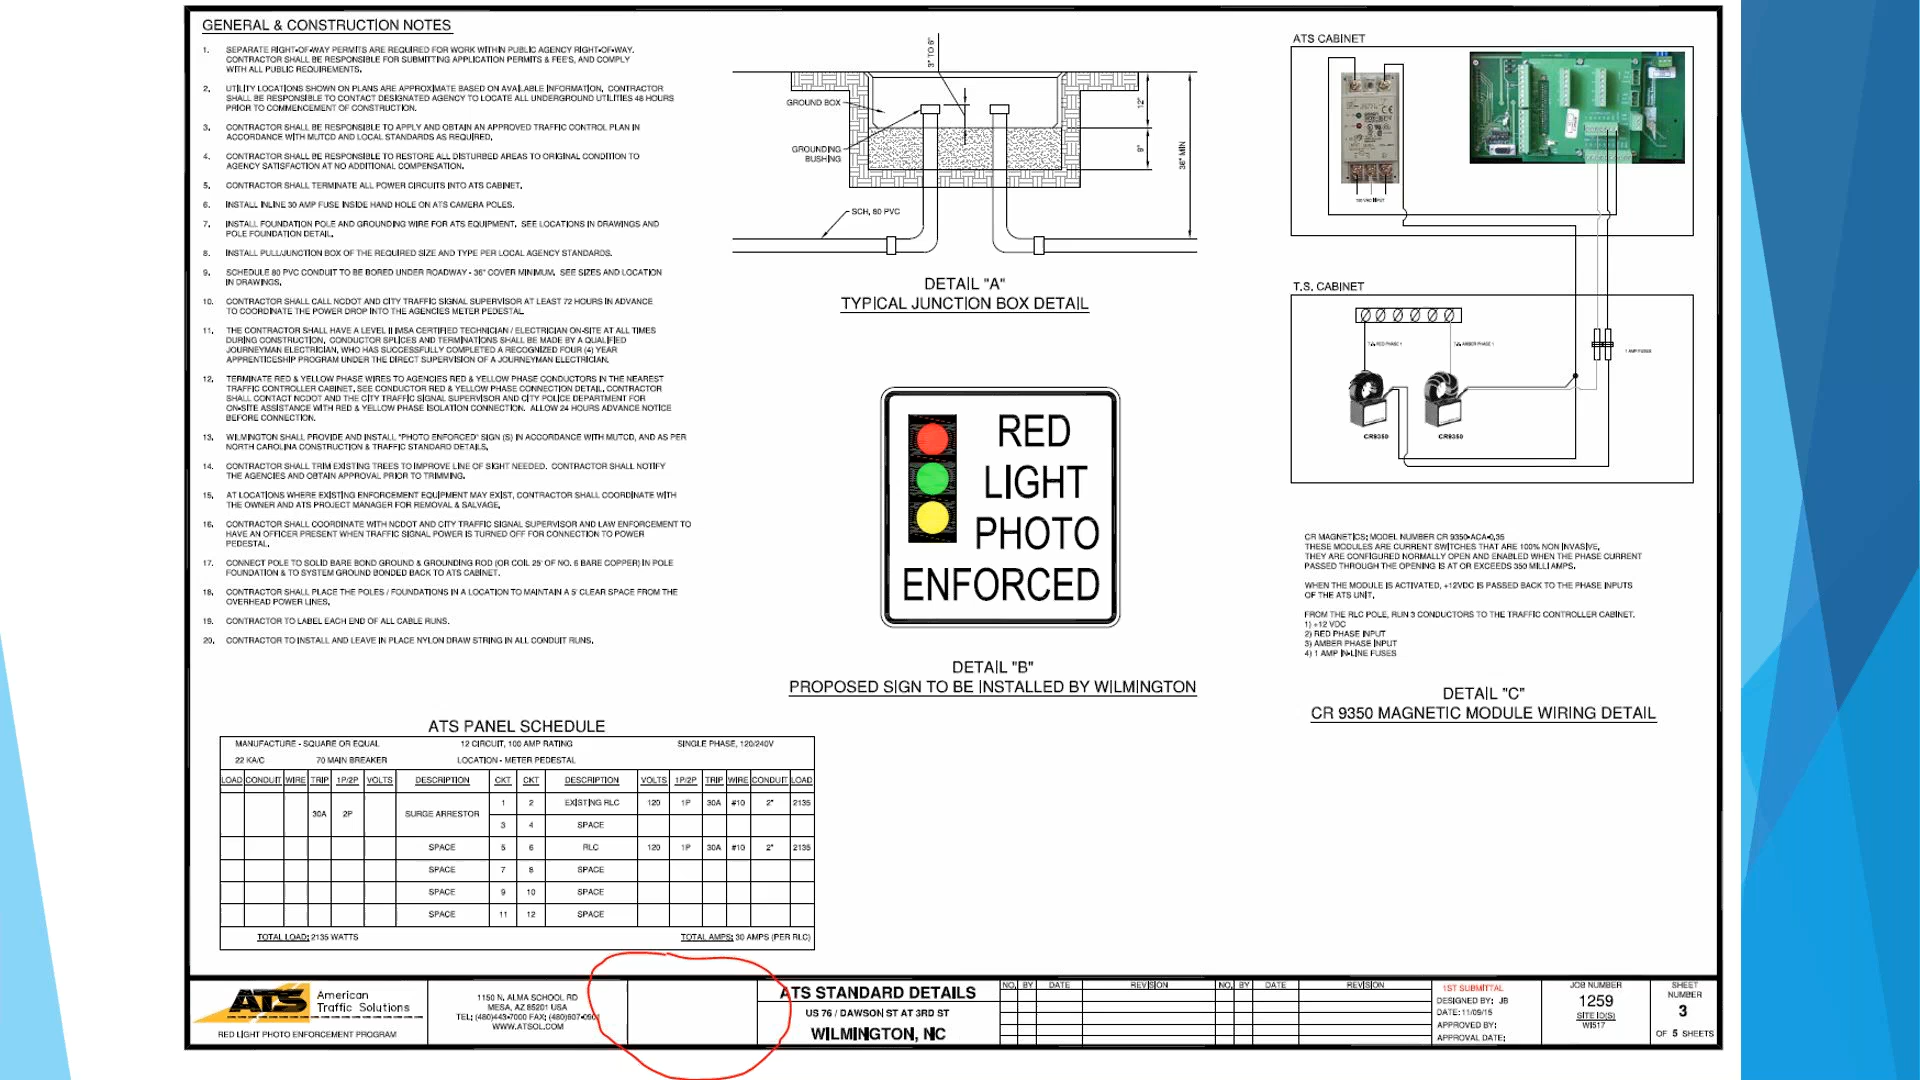 GENERAL & CONSTRUCTION NOTES
1. SEPARATE RIGHT-OF-WAY PERMITS ARE REQUIRED FOR WORK WITHIN PUBLIC AGENCY RIGHT-OF-WAY.
CONTRACTOR SHALL BE RESPONSIBLE FOR SUBMITTING APPLICATION PERMITS & FEE'S, AND COMPLY
WITH ALL PUBLIC REQUIREMENTS.
2. UTILITY LOCATIONS SHOWN ON PLANS ARE APPROXIMATE BASED ON AVAILABLE INFORMATION. CONTRACTOR
SHALL BE RESPONSIBLE TO CONTACT DESIGNATED AGENCY TO LOCATE ALL UNDERGROUND UTILITIES 48 HOURS
PRIOR TO COMMENCEMENT OF CONSTRUCTION.
3. CONTRACTOR SHALL BE RESPONSIBLE TO APPLY AND OBTAIN AN APPROVED TRAFFIC CONTROL PLAN IN
ACCORDANCE WITH MUTCD AND LOCAL STANDARDS AS REQUIRED.
4. CONTRACTOR SHALL BE RESPONSIBLE TO RESTORE ALL DISTURBED AREAS TO ORIGINAL CONDITION TO
AGENCY SATISFACTION AT NO ADDITIONAL COMPENSATION.
5. CONTRACTOR SHALL TERMINATE ALL POWER CIRCUITS INTO ATS CABINET.
6. INSTALL INLINE 30 AMP FUSE INSIDE HAND HOLE ON ATS CAMERA POLES.
7. INSTALL FOUNDATION POLE AND GROUNDING WIRE FOR ATS EQUIPMENT. SEE LOCATIONS IN DRAWINGS AND
POLE FOUNDATION DETAIL.
8. INSTALL PULL/JUNCTION BOX OF THE REQUIRED SIZE AND TYPE PER LOCAL AGENCY STANDARDS.
9. SCHEDULE 80 PVC CONDUIT TO BE BORED UNDER ROADWAY - 36" COVER MINIMUM. SEE SIZES AND LOCATION
IN DRAWINGS.
10. CONTRACTOR SHALL CALL NCDOT AND CITY TRAFFIC SIGNAL SUPERVISOR AT LEAST 72 HOURS IN ADVANCE
TO COORDINATE THE POWER DROP INTO THE AGENCIES METER PEDESTAL
11. THE CONTRACTOR SHALL HAVE A LEVEL II IMSA CERTIFIED TECHNICIAN / ELECTRICIAN ON-SITE AT ALL TIMES
DURING CONSTRUCTION. CONDUCTOR SPLICES AND TERMINATIONS SHALL BE MADE BY A QUALIFIED
JOURNEYMAN ELECTRICIAN, WHO HAS SUCCESSFULLY COMPLETED A RECOGNIZED FOUR (4) YEAR
APPRENTICESHIP PROGRAM UNDER THE DIRECT SUPERVISION OF A JOURNEYMAN ELECTRICIAN.
12. TERMINATE RED & YELLOW PHASE WIRES TO AGENCIES RED & YELLOW PHASE CONDUCTORS IN THE NEAREST
TRAFFIC CONTROLLER CABINET. SEE CONDUCTOR RED & YELLOW PHASE CONNECTION DETAIL. CONTRACTOR
SHALL CONTACT NCDOT AND THE CITY TRAFFIC SIGNAL SUPERVISOR AND CITY POLICE DEPARTMENT FOR
ON-SITE ASSISTANCE WITH RED & YELLOW PHASE ISOLATION CONNECTION. ALLOW 24 HOURS ADVANCE NOTICE
BEFORE CONNECTION.
13. WILMINGTON SHALL PROVIDE AND INSTALL "PHOTO ENFORCED" SIGN (S) IN ACCORDANCE WITH MUTCD, AND AS PER
NORTH CAROLINA CONSTRUCTION & TRAFFIC STANDARD DETAILS.
14. CONTRACTOR SHALL TRIM EXISTING TREES TO IMPROVE LINE OF SIGHT NEEDED. CONTRACTOR SHALL NOTIFY
THE AGENCIES AND OBTAIN APPROVAL PRIOR TO TRIMMING.
15. AT LOCATIONS WHERE EXISTING ENFORCEMENT EQUIPMENT MAY EXIST, CONTRACTOR SHALL COORDINATE WITH
THE OWNER AND ATS PROJECT MANAGER FOR REMOVAL & SALVAGE.
16. CONTRACTOR SHALL COORDINATE WITH NCDOT AND CITY TRAFFIC SIGNAL SUPERVISOR AND LAW ENFORCEMENT TO
HAVE AN OFFICER PRESENT WHEN TRAFFIC SIGNAL POWER IS TURNED OFF FOR CONNECTION TO POWER
PEDESTAL.
17. CONNECT POLE TO SOLID BARE BOND GROUND & GROUNDING ROD (OR COIL 25' OF NO. 6 BARE COPPER) IN POLE
FOUNDATION & TO SYSTEM GROUND BONDED BACK TO ATS CABINET.
18. CONTRACTOR SHALL PLACE THE POLES / FOUNDATIONS IN A LOCATION TO MAINTAIN A 5' CLEAR SPACE FROM THE
OVERHEAD POWER LINES.
19. CONTRACTOR TO LABEL EACH END OF ALL CABLE RUNS.
20. CONTRACTOR TO INSTALL AND LEAVE IN PLACE NYLON DRAW STRING IN ALL CONDUIT RUNS.
3" TO 6"
GROUND BOX
GROUNDING
BUSHING
12"
9"
36" MIN
SCH. 80 PVC
DETAIL "A"
TYPICAL JUNCTION BOX DETAIL
RED
LIGHT
PHOTO
ENFORCED
DETAIL "B"
PROPOSED SIGN TO BE INSTALLED BY WILMINGTON
ATS CABINET
INPUT
T.S. CABINET
T.S. RED PHASE 1
T.S. AMBER PHASE 1
1 AMP FUSES
CR9350
CR9350
CR MAGNETICS: MODEL NUMBER CR 9350-ACA-0.35
THESE MODULES ARE CURRENT SWITCHES THAT ARE 100% NON INVASIVE.
THEY ARE CONFIGURED NORMALLY OPEN AND ENABLED WHEN THE PHASE CURRENT
PASSED THROUGH THE OPENING IS AT OR EXCEEDS 350 MILLI AMPS.
WHEN THE MODULE IS ACTIVATED, +12VDC IS PASSED BACK TO THE PHASE INPUTS
OF THE ATS UNIT.
FROM THE RLC POLE, RUN 3 CONDUCTORS TO THE TRAFFIC CONTROLLER CABINET.
1) +12 VDC
2) RED PHASE INPUT
3) AMBER PHASE INPUT
4) 1 AMP IN-LINE FUSES
DETAIL "C"
CR 9350 MAGNETIC MODULE WIRING DETAIL
ATS PANEL SCHEDULE
MANUFACTURE - SQUARE OR EQUAL 12 CIRCUIT, 100 AMP RATING SINGLE PHASE, 120/240V
22 KA/C 70 MAIN BREAKER LOCATION - METER PEDESTAL
LOAD CONDUIT WIRE TRIP 1P/2P VOLTS DESCRIPTION CKT CKT DESCRIPTION VOLTS 1P/2P TRIP WIRE CONDUIT LOAD
30A 2P SURGE ARRESTOR 1 2 EXISTING RLC 120 1P 30A #10 2" 2135
3 4 SPACE
SPACE 5 6 RLC 120 1P 30A #10 2" 2135
SPACE 7 8 SPACE
SPACE 9 10 SPACE
SPACE 11 12 SPACE
TOTAL LOAD: 2135 WATTS TOTAL AMPS: 30 AMPS (PER RLC)
ATS American
Traffic Solutions
RED LIGHT PHOTO ENFORCEMENT PROGRAM
1150 N. ALMA SCHOOL RD
MESA, AZ 85201 USA
TEL: (480)443-7000 FAX: (480)607-0901
WWW.ATSOL.COM
ATS STANDARD DETAILS
US 76 / DAWSON ST AT 3RD ST
WILMINGTON, NC
NO. BY DATE REVISION NO. BY DATE REVISION
1ST SUBMITTAL
DESIGNED BY: JB
DATE: 11/09/15
APPROVED BY:
APPROVAL DATE:
JOB NUMBER
1259
SITE ID(S)
WI517
SHEET
NUMBER
3
OF 5 SHEETS